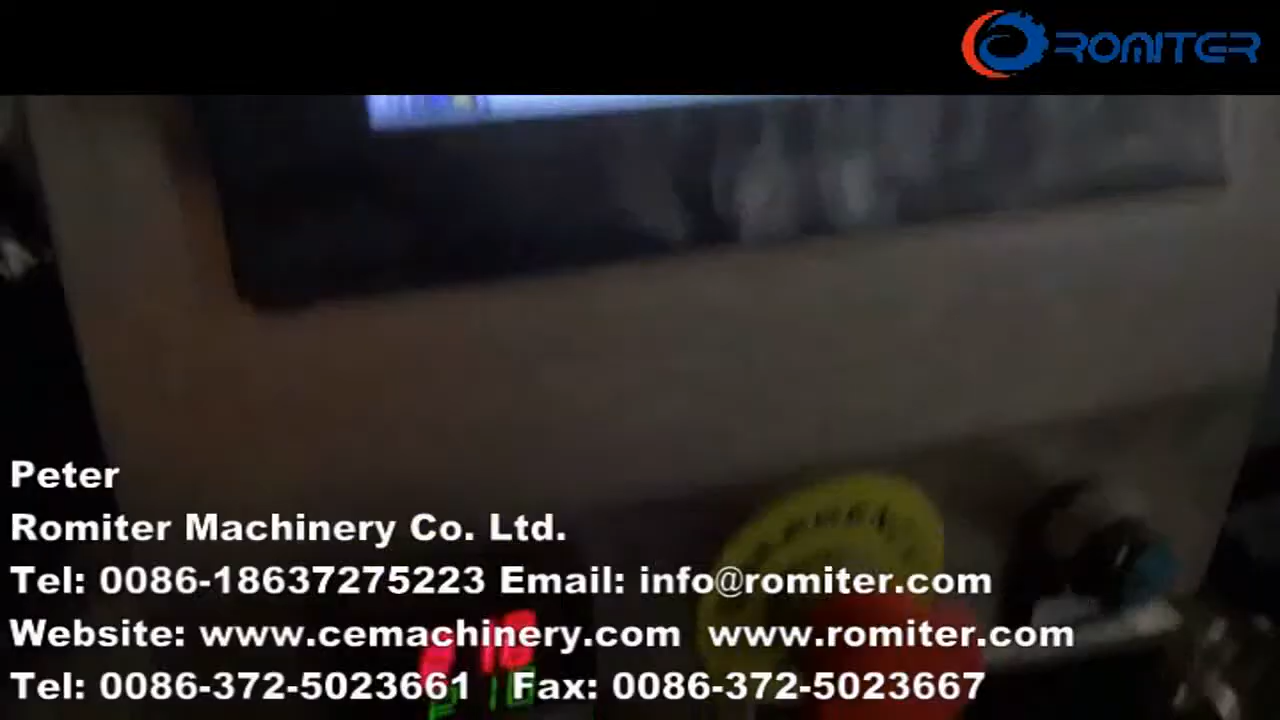 ROMITER
Peter
Romiter Machinery Co. Ltd.
Tel: 0086-18637275223 Email: info@romiter.com
Website: www.cemachinery.com www.romiter.com
Tel: 0086-372-5023661 Fax: 0086-372-5023667